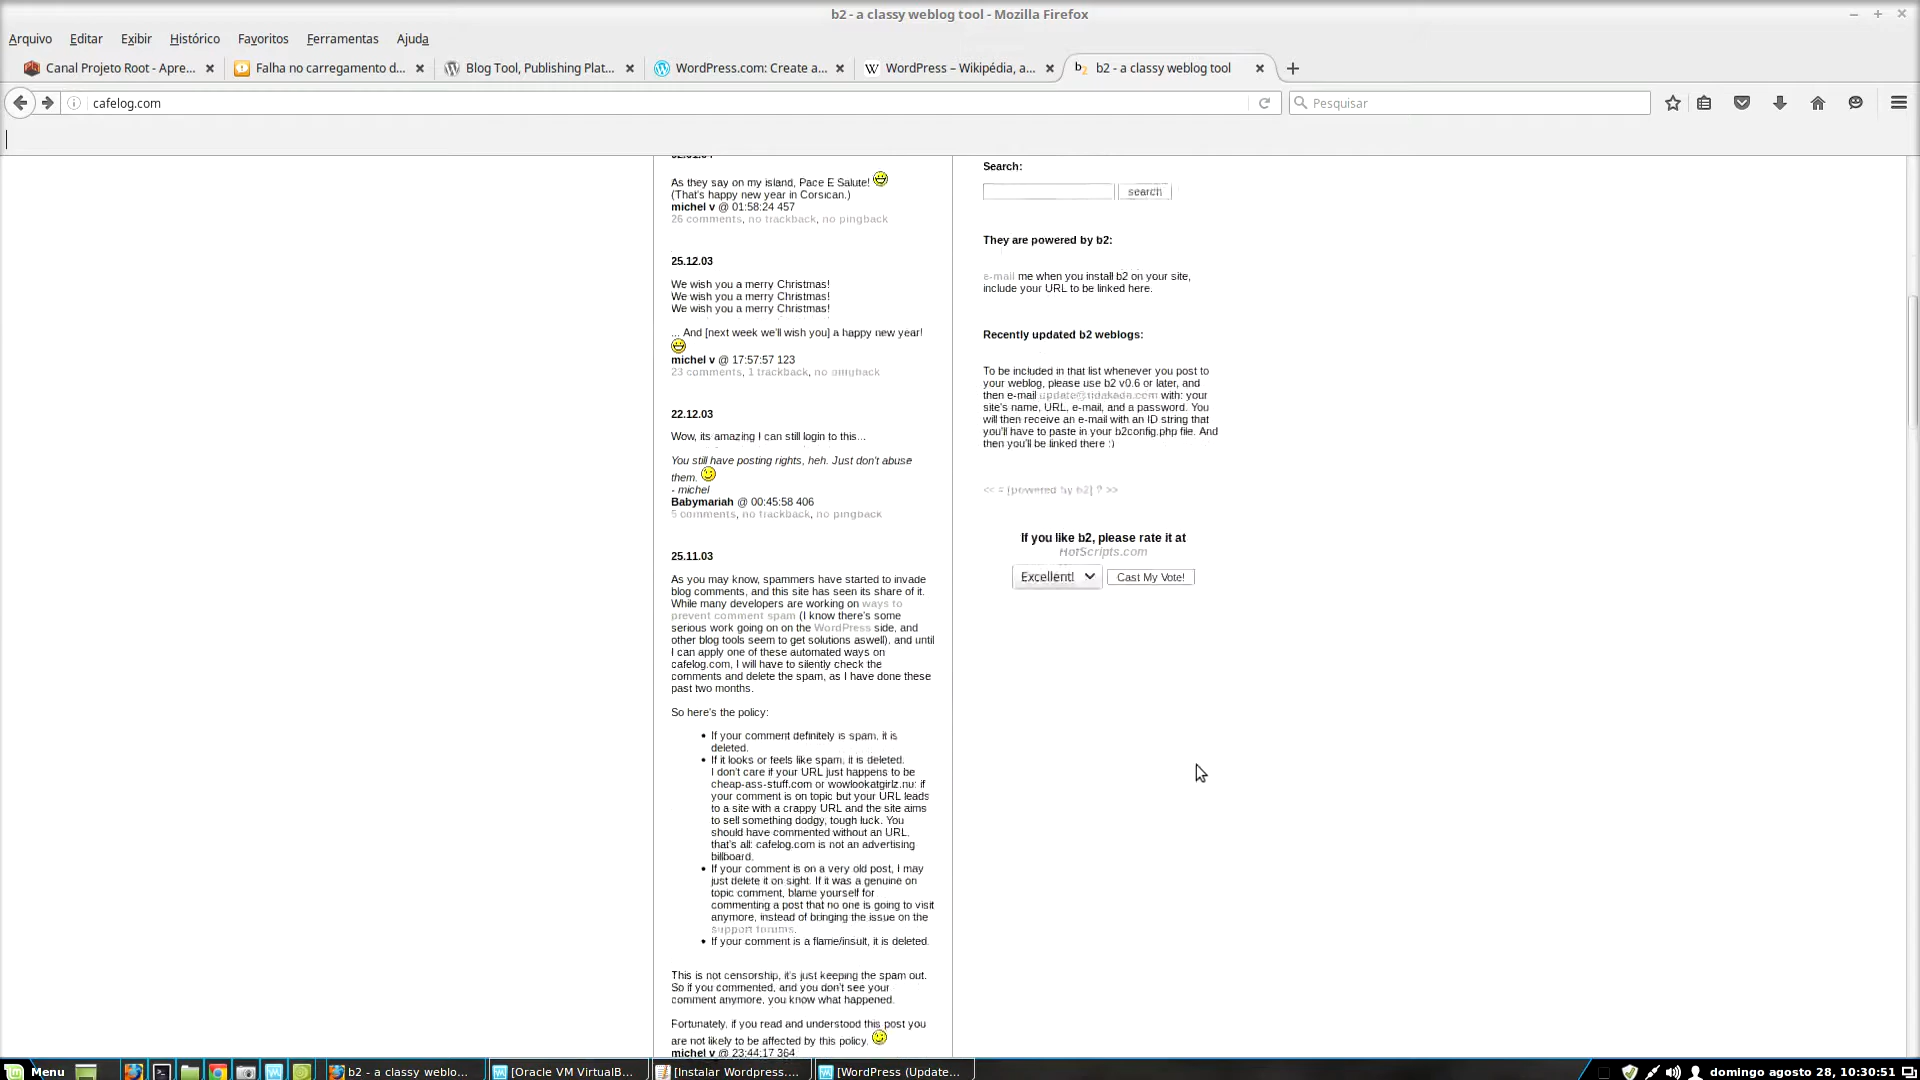 b2 - a classy weblog tool - Mozilla Firefox
Arquivo Editar Exibir Histórico Favoritos Ferramentas Ajuda
Canal Projeto Root - Apre...
Falha no carregamento d...
Blog Tool, Publishing Plat...
WordPress.com: Create a...
WordPress – Wikipédia, a...
b2 - a classy weblog tool
cafelog.com
Pesquisar
As they say on my island, Pace E Salute!
(That's happy new year in Corsican.)
michel v @ 01:58:24 457
26 comments, no trackback, no pingback
25.12.03
We wish you a merry Christmas!
We wish you a merry Christmas!
We wish you a merry Christmas!
... And [next week we'll wish you] a happy new year!
michel v @ 17:57:57 123
23 comments, 1 trackback, no pingback
22.12.03
Wow, its amazing I can still login to this...
You still have posting rights, heh. Just don't abuse
them.
- michel
Babymariah @ 00:45:58 406
5 comments, no trackback, no pingback
25.11.03
As you may know, spammers have started to invade
blog comments, and this site has seen its share of it.
While many developers are working on ways to
prevent comment spam (I know there's some
serious work going on on the WordPress side, and
other blog tools seem to get solutions aswell), and until
I can apply one of these automated ways on
cafelog.com, I will have to silently check the
comments and delete the spam, as I have done these
past two months.
So here's the policy:
• If your comment definitely is spam, it is
deleted.
• If it looks or feels like spam, it is deleted.
I don't care if your URL just happens to be
cheap-ass-stuff.com or wowlookatgirlz.nu: if
your comment is on topic but your URL leads
to a site with a crappy URL and the site aims
to sell something dodgy, tough luck. You
should have commented without an URL,
that's all: cafelog.com is not an advertising
billboard.
• If your comment is on a very old post, I may
just delete it on sight. If it was a genuine on
topic comment, blame yourself for
commenting a post that no one is going to visit
anymore, instead of bringing the issue on the
support forums.
• If your comment is a flame/insult, it is deleted.
This is not censorship, it's just keeping the spam out.
So if you commented, and you don't see your
comment anymore, you know what happened.
Fortunately, if you read and understood this post you
are not likely to be affected by this policy.
michel v @ 23:44:17 364
Search:
search
They are powered by b2:
e-mail me when you install b2 on your site,
include your URL to be linked here.
Recently updated b2 weblogs:
To be included in that list whenever you post to
your weblog, please use b2 v0.6 or later, and
then e-mail with: your
site's name, URL, e-mail, and a password. You
will then receive an e-mail with an ID string that
you'll have to paste in your b2config.php file. And
then you'll be linked there :)
<< = [powered by b2] ? >>
If you like b2, please rate it at
HotScripts.com
Excellent! Cast My Vote!
Menu
b2 - a classy weblo...
[Oracle VM VirtualB...
[Instalar Wordpress....
[WordPress (Update...
domingo agosto 28, 10:30:51